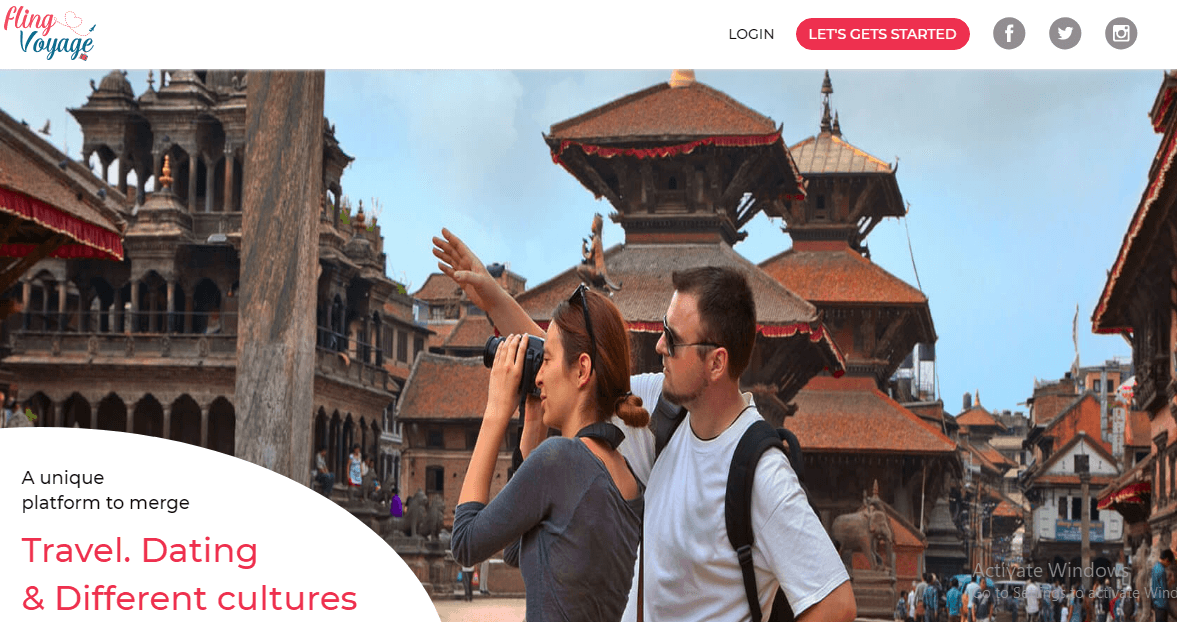 fling
Voyage
LOGIN
LET'S GETS STARTED
A unique
platform to merge
Travel. Dating
& Different cultures
Activate Windows
Go to Settings to activate Wind